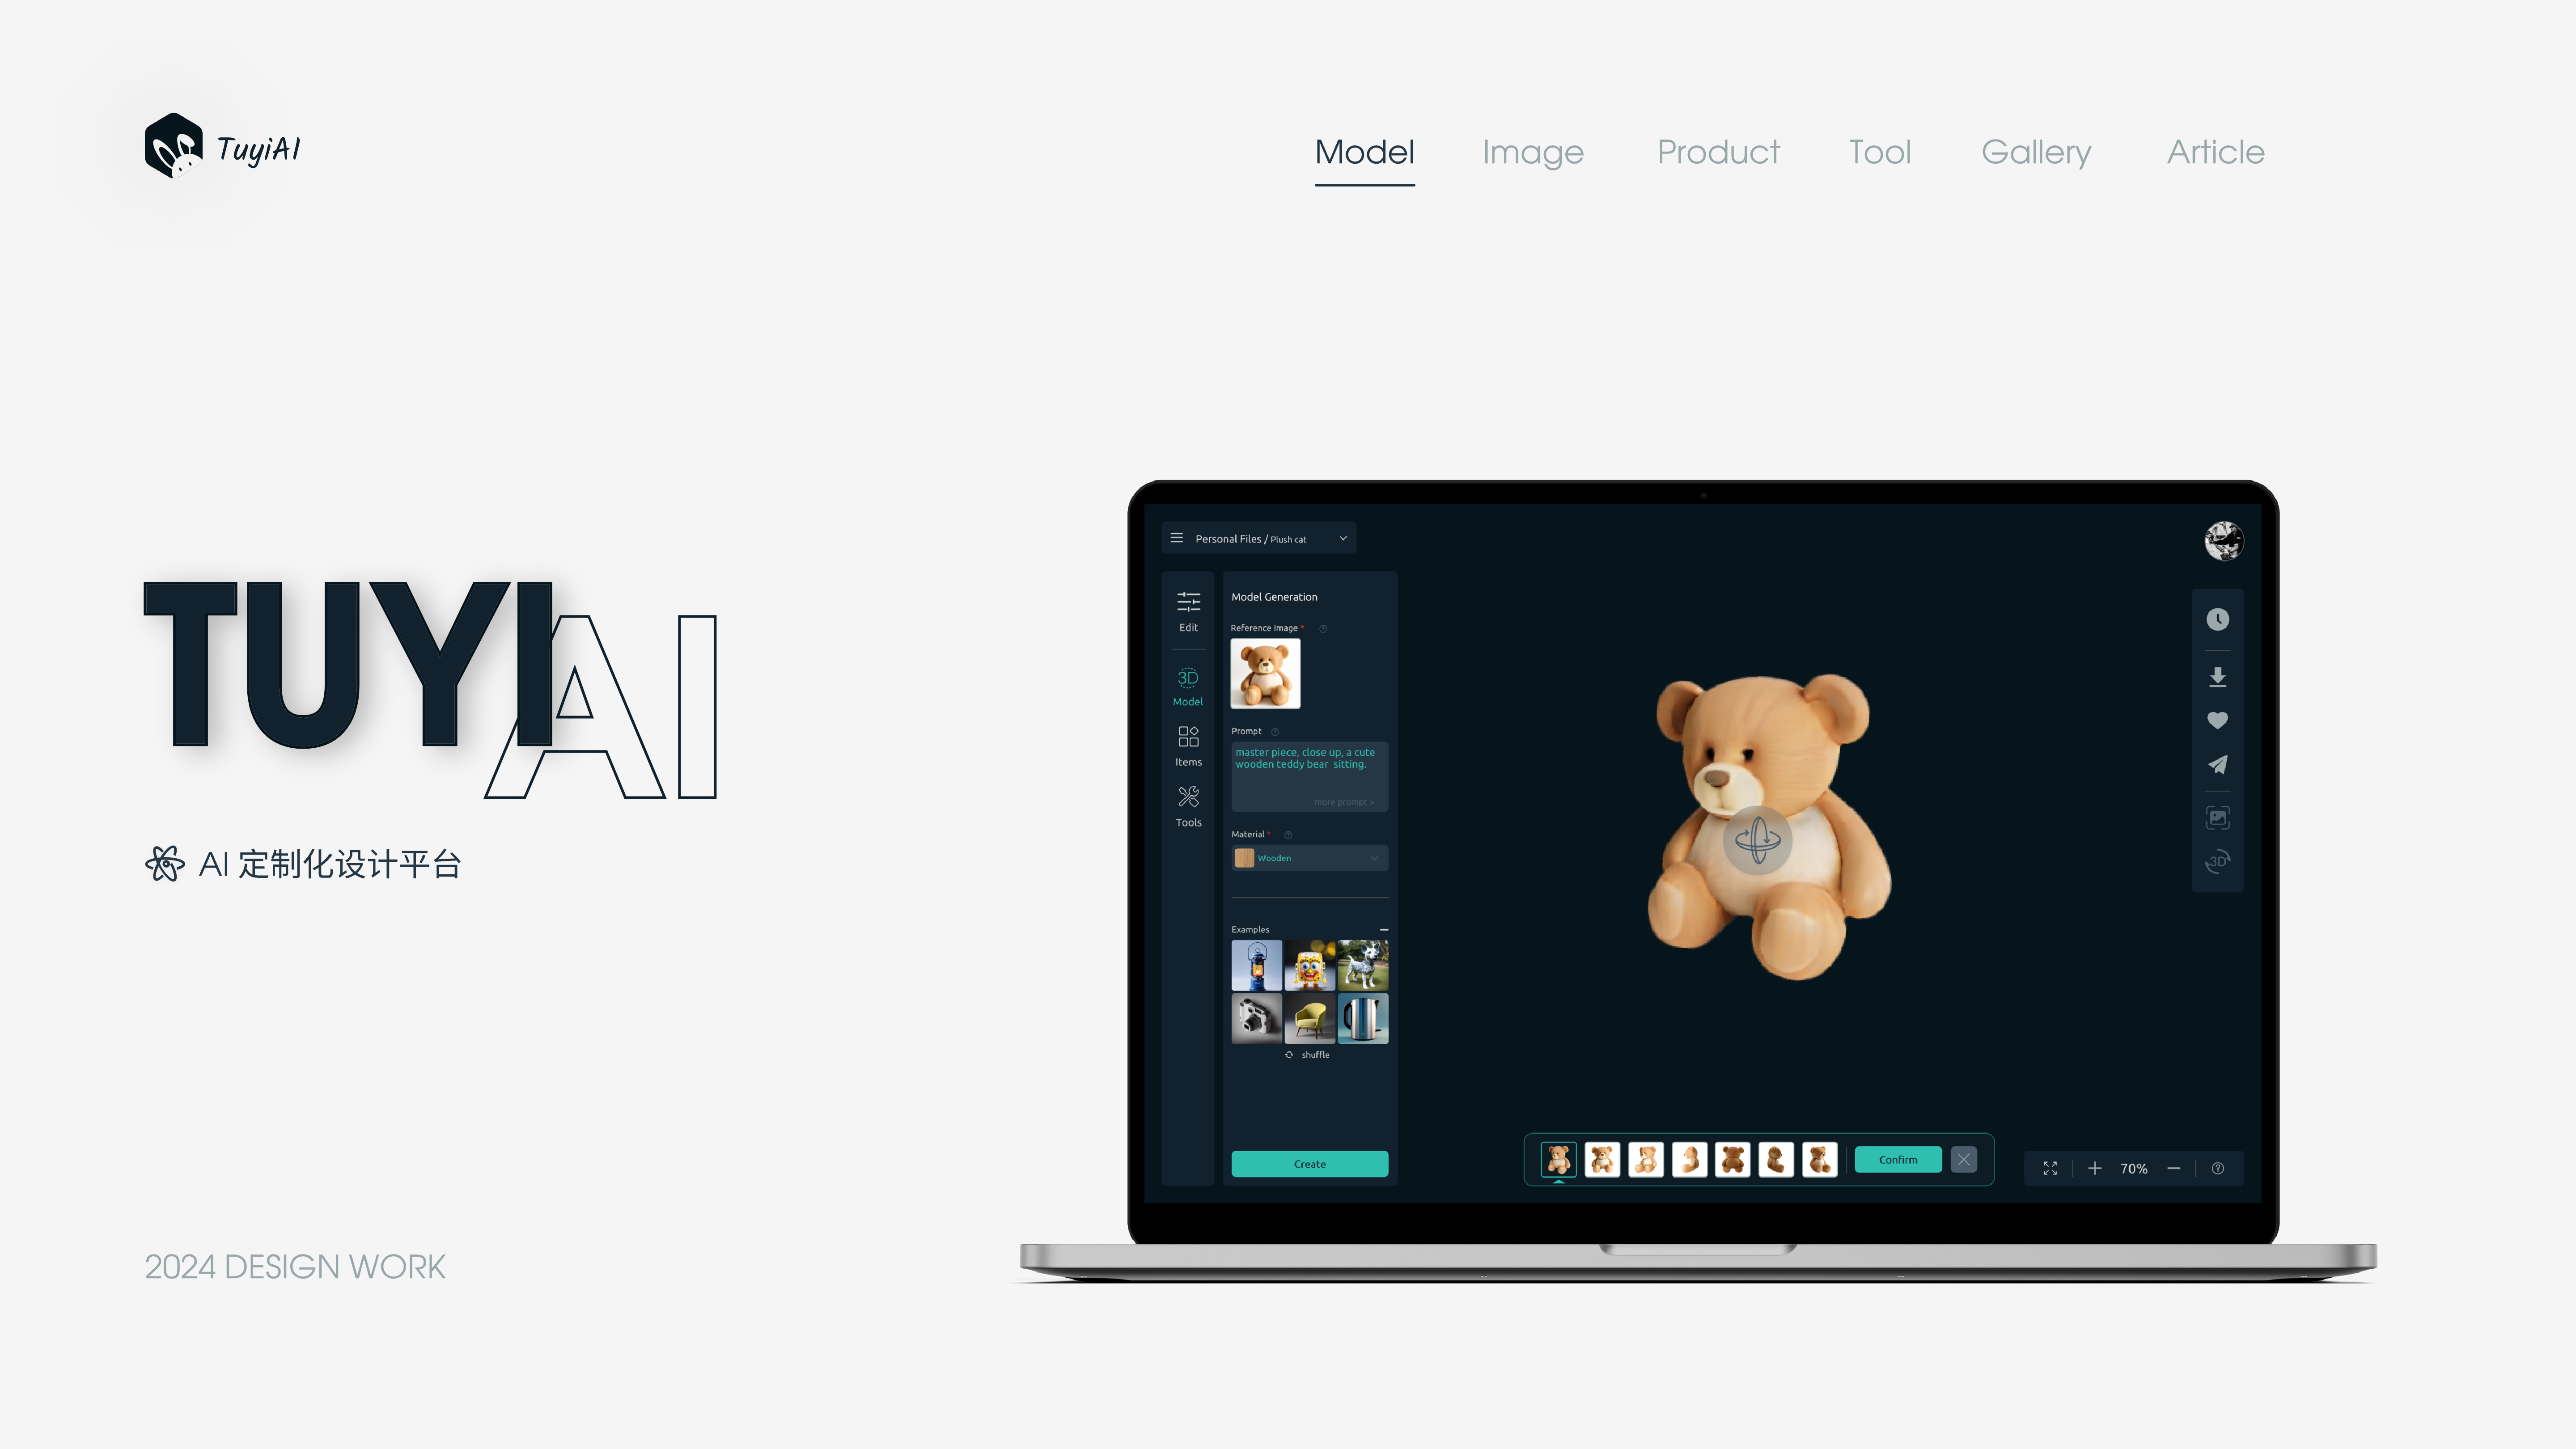 TuyiAI
Model Image Product Tool Gallery Article
TUYI
AI
AI 定制化设计平台
2024 DESIGN WORK
Personal Files / Plush cat
Edit
3D
Model
Items
Tools
Model Generation
Reference Image *
Prompt
master piece, close up, a cute
wooden teddy bear sitting.
more prompt >
Material *
Wooden
Examples
shuffle
Create
Confirm
70%
3D